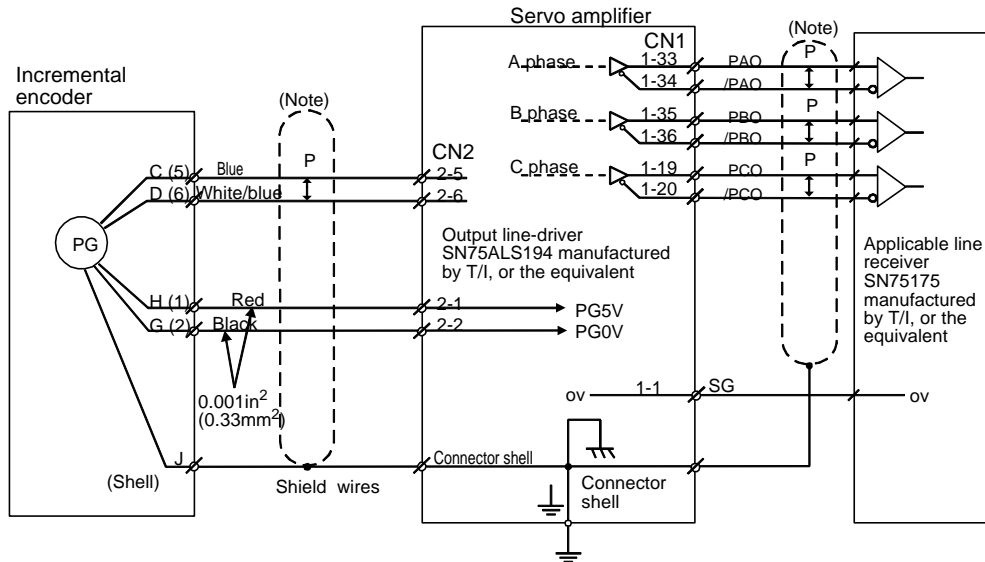 Servo amplifier
Incremental
encoder
(Note)
P
C (5)
Blue
D (6)
White/blue
PG
H (1)
Red
G (2)
Black
0.001in²
(0.33mm²)
J
(Shell)
Shield wires
CN2
2-5
2-6
Output line-driver
SN75ALS194 manufactured
by T/I, or the equivalent
2-1
PG5V
2-2
PG0V
Connector shell
Connector
shell
CN1
A phase
1-33
PAO
1-34
/PAO
B phase
1-35
PBO
1-36
/PBO
C phase
1-19
PCO
1-20
/PCO
(Note)
P
P
P
ov
1-1
SG
ov
Applicable line
receiver
SN75175
manufactured
by T/I, or the
equivalent